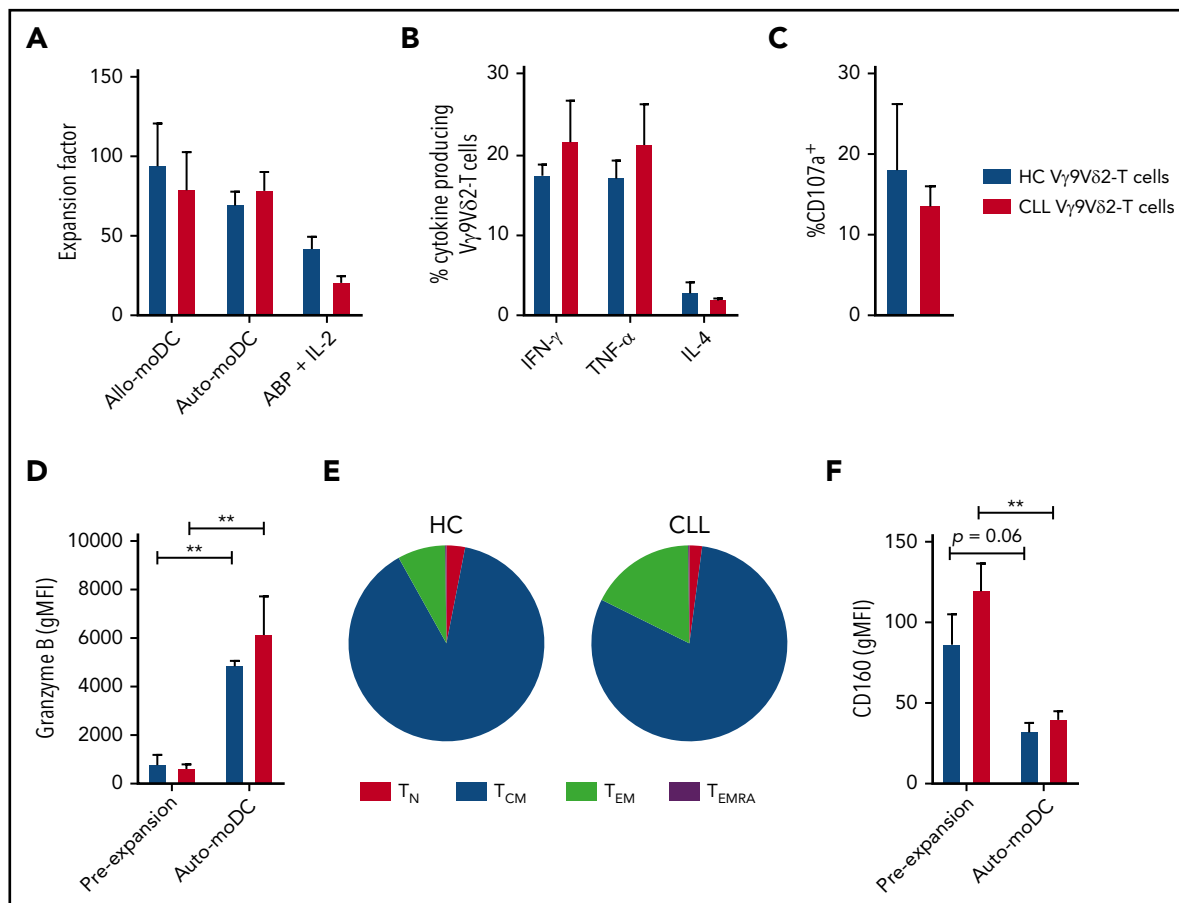 A
150
100
50
0
Expansion factor
Allo-moDC
Auto-moDC
ABP + IL-2
B
30
20
10
0
% cytokine producing
Vγ9Vδ2-T cells
IFN-γ
TNF-α
IL-4
C
30
20
10
0
%CD107a+
HC Vγ9Vδ2-T cells
CLL Vγ9Vδ2-T cells
D
**
**
10000
8000
6000
4000
2000
0
Granzyme B (gMFI)
Pre-expansion
Auto-moDC
E
HC
CLL
TN
TCM
TEM
TEMRA
F
**
p = 0.06
150
100
50
0
CD160 (gMFI)
Pre-expansion
Auto-moDC